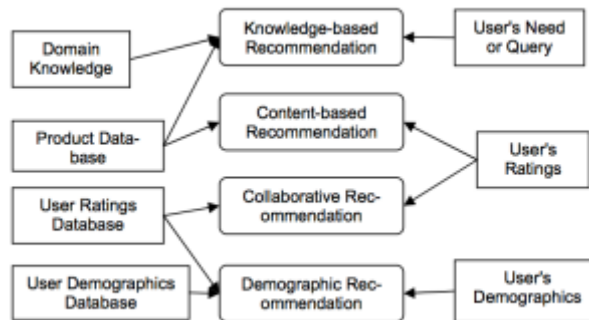 Domain
Knowledge
Product Data-
base
User Ratings
Database
User Demographics
Database
Knowledge-based
Recommendation
Content-based
Recommendation
Collaborative Rec-
ommendation
Demographic Rec-
ommendation
User's Need
or Query
User's
Ratings
User's
Demographics